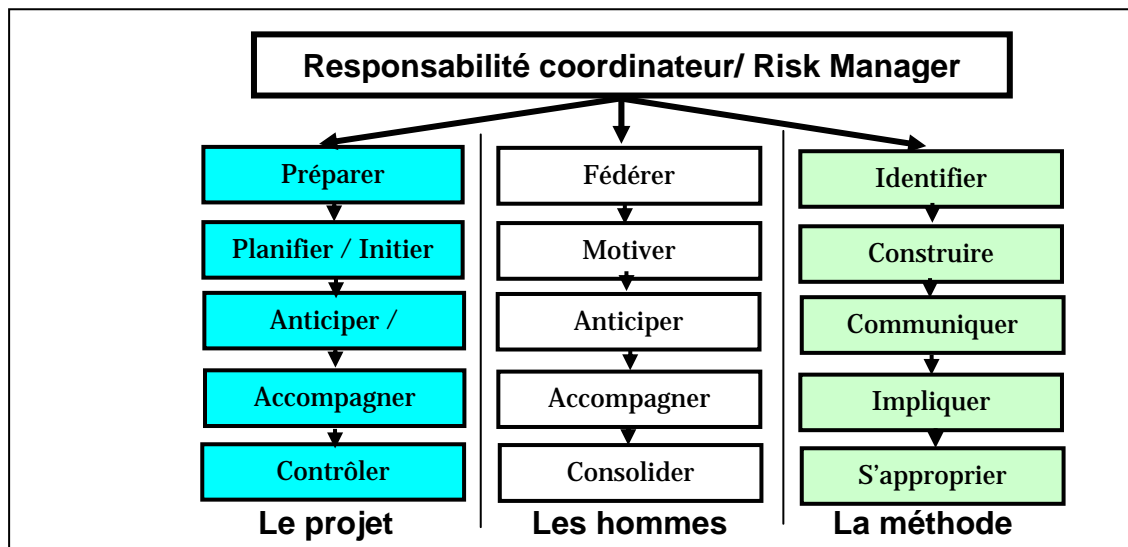 Responsabilité coordinateur/ Risk Manager
Préparer
Planifier / Initier
Anticiper /
Accompagner
Contrôler
Le projet
Fédérer
Motiver
Anticiper
Accompagner
Consolider
Les hommes
Identifier
Construire
Communiquer
Impliquer
S’approprier
La méthode